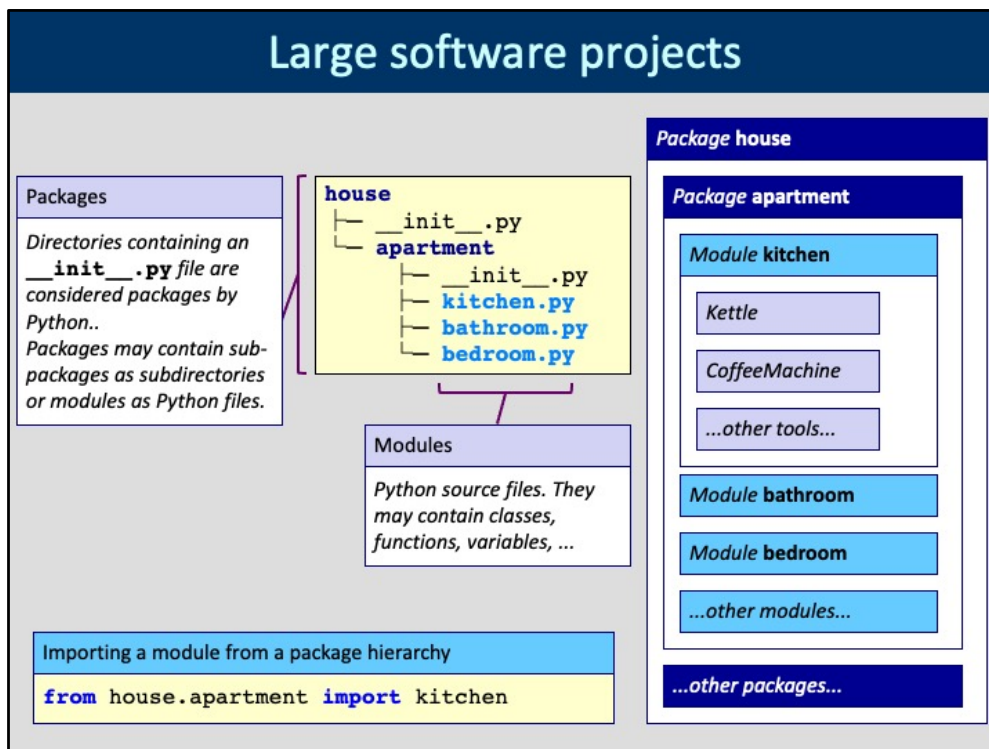 Large software projects
Packages
Directories containing an
__init__.py file are
considered packages by
Python..
Packages may contain sub-
packages as subdirectories
or modules as Python files.
house
├─ __init__.py
└─ apartment
├─ __init__.py
├─ kitchen.py
├─ bathroom.py
└─ bedroom.py
Modules
Python source files. They
may contain classes,
functions, variables, ...
Importing a module from a package hierarchy
from house.apartment import kitchen
Package house
Package apartment
Module kitchen
Kettle
CoffeeMachine
...other tools...
Module bathroom
Module bedroom
...other modules...
...other packages...